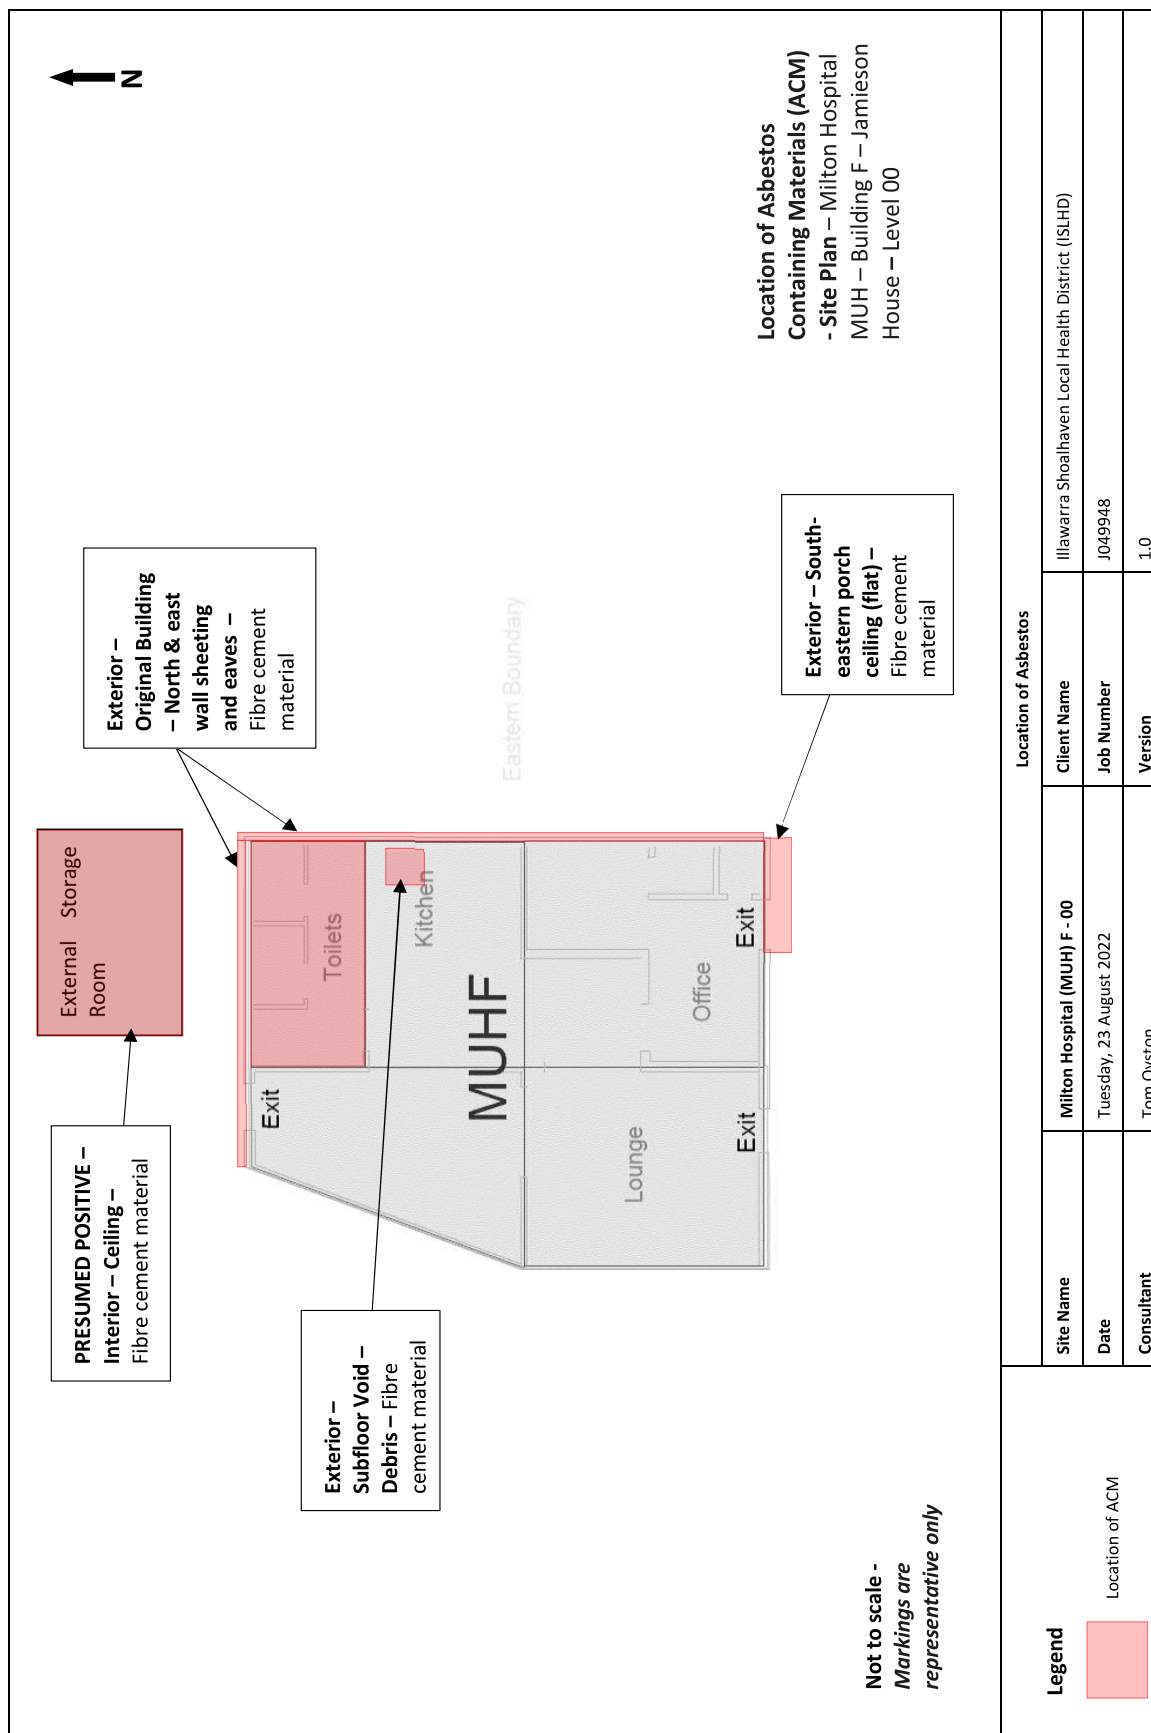 N
Location of Asbestos
Containing Materials (ACM)
- Site Plan – Milton Hospital
MUH – Building F – Jamieson
House – Level 00
External Storage
Room
Exterior –
Original Building
– North & east
wall sheeting
and eaves –
Fibre cement
material
PRESUMED POSITIVE –
Interior – Ceiling –
Fibre cement material
Exterior –
Subfloor Void –
Debris – Fibre
cement material
Exit
Toilets
Kitchen
MUHF
Eastern Boundary
Lounge
Office
Exit
Exit
Exterior – South-
eastern porch
ceiling (flat) –
Fibre cement
material
Not to scale -
Markings are
representative only
Legend
Location of ACM
Location of Asbestos
Site Name
Milton Hospital (MUH) F - 00
Client Name
Illawarra Shoalhaven Local Health District (ISLHD)
Date
Tuesday, 23 August 2022
Job Number
J049948
Consultant
Tom Oyston
Version
1.0